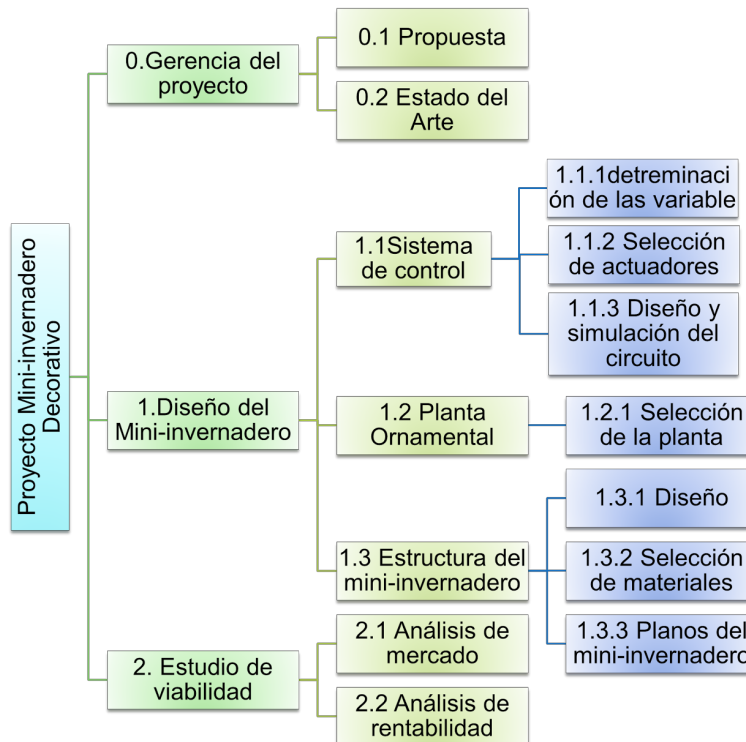 Proyecto Mini-invernadero
Decorativo
0.Gerencia del
proyecto
0.1 Propuesta
0.2 Estado del
Arte
1.Diseño del
Mini-invernadero
1.1Sistema
de control
1.1.1detreminaci
ón de las variable
1.1.2 Selección
de actuadores
1.1.3 Diseño y
simulación del
circuito
1.2 Planta
Ornamental
1.2.1 Selección
de la planta
1.3 Estructura del
mini-invernadero
1.3.1 Diseño
1.3.2 Selección
de materiales
1.3.3 Planos del
mini-invernadero
2. Estudio de
viabilidad
2.1 Análisis de
mercado
2.2 Análisis de
rentabilidad